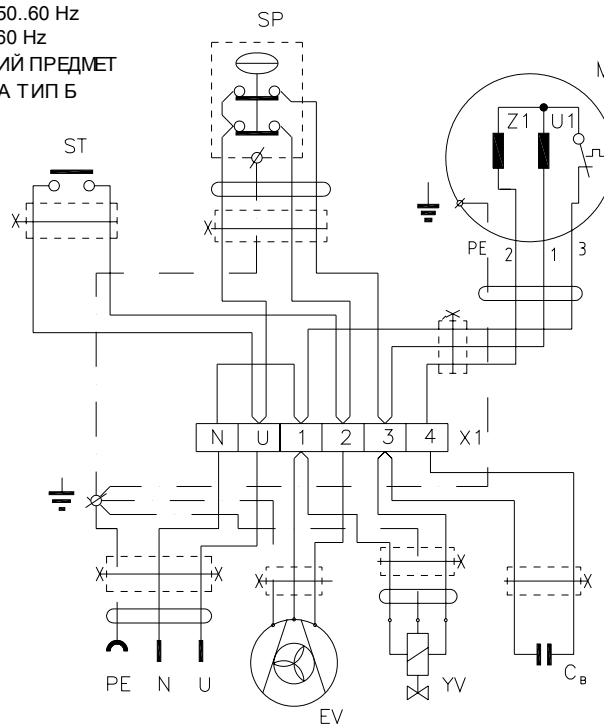 50..60 Hz
60 Hz
ИЙ ПРЕДМЕТ
А ТИП Б
SP
M
ST
Z1 U1
PE 2 1 3
N U 1 2 3 4 X1
PE N U
EV
YV
Cв